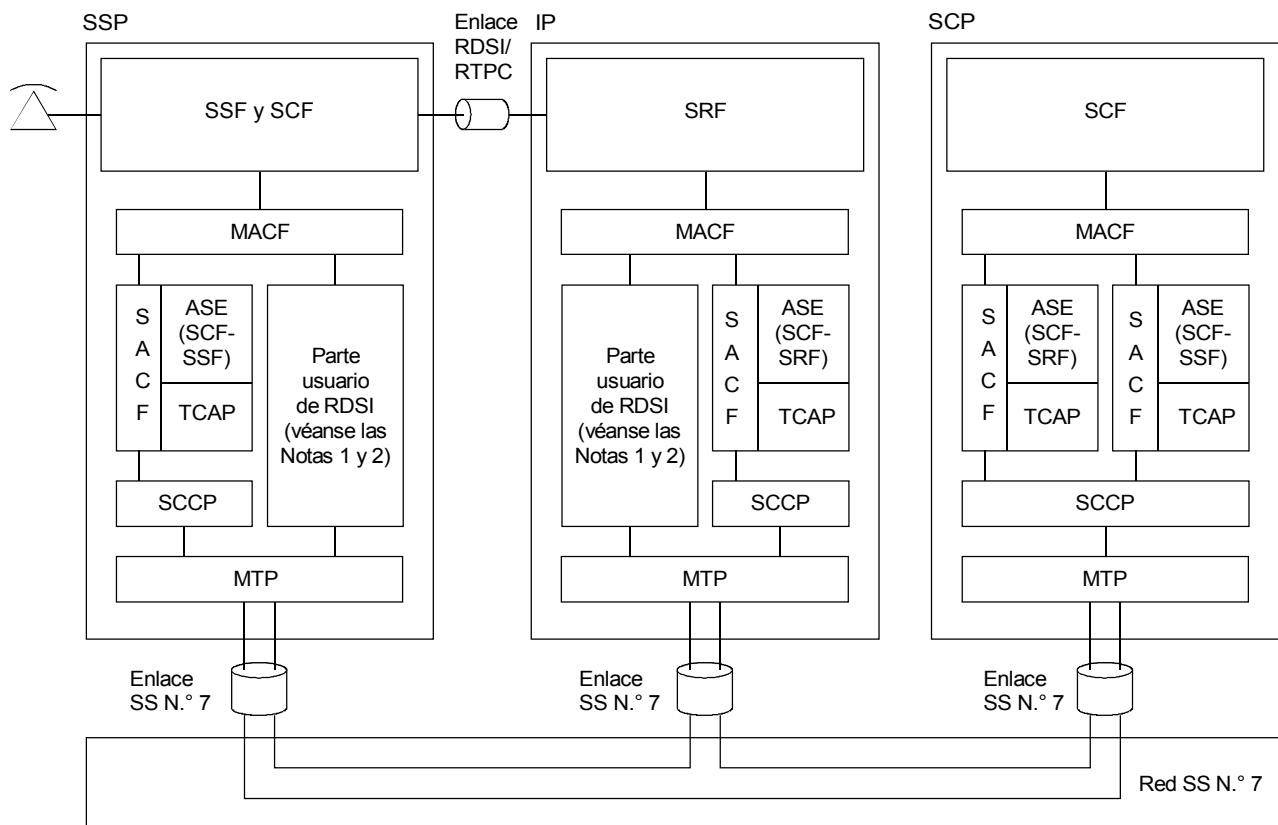 SSP
Enlace
RDSI/
RTPC
IP
SCP
SSF y SCF
SRF
SCF
MACF
MACF
MACF
S
A
C
F
ASE
(SCF-
SSF)
TCAP
Parte
usuario
de RDSI
(véanse las
Notas 1 y 2)
Parte
usuario
de RDSI
(véanse las
Notas 1 y 2)
S
A
C
F
ASE
(SCF-
SRF)
TCAP
S
A
C
F
ASE
(SCF-
SRF)
TCAP
S
A
C
F
ASE
(SCF-
SSF)
TCAP
SCCP
SCCP
SCCP
MTP
MTP
MTP
Enlace
SS N.° 7
Enlace
SS N.° 7
Enlace
SS N.° 7
Red SS N.° 7